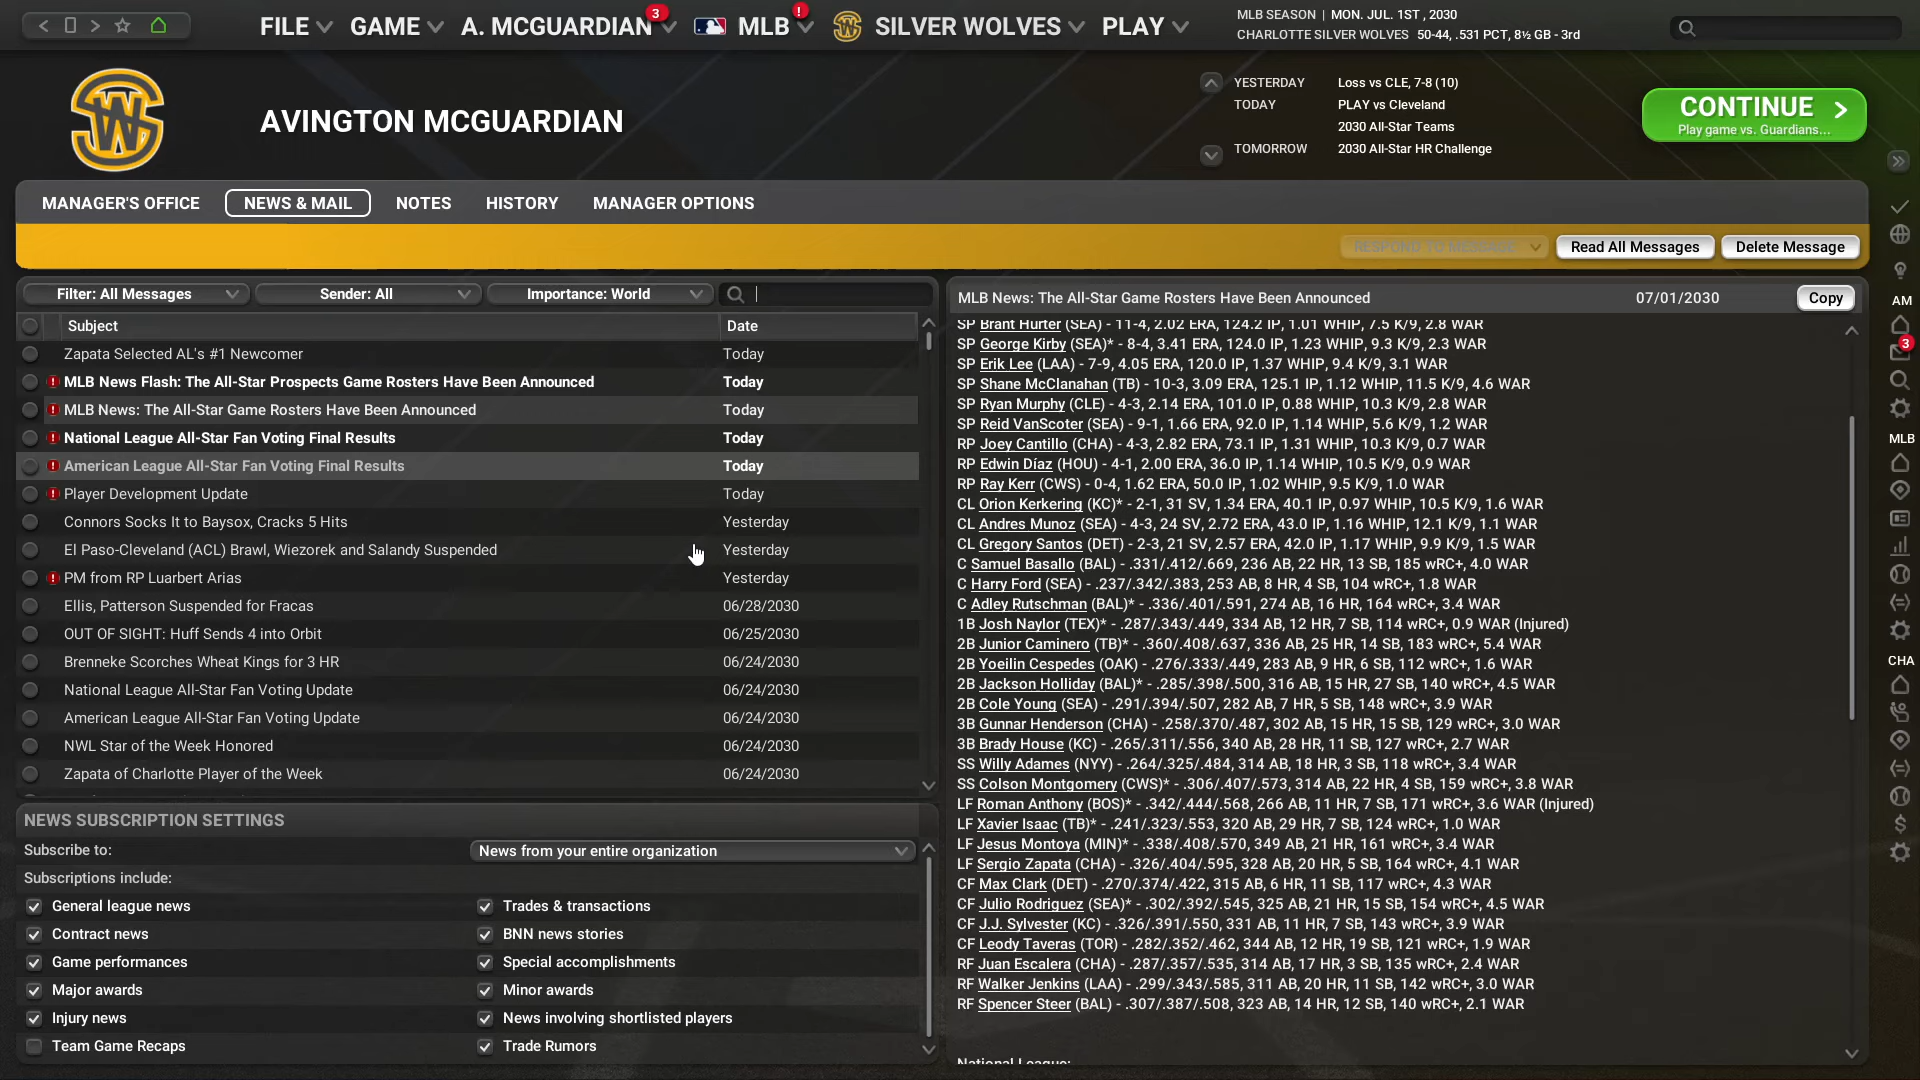 FILE GAME A. MCGUARDIAN 3 MLB ! SILVER WOLVES PLAY
MLB SEASON | MON. JUL. 1ST , 2030
CHARLOTTE SILVER WOLVES 50-44, .531 PCT, 8½ GB - 3rd
AVINGTON MCGUARDIAN
YESTERDAY Loss vs CLE, 7-8 (10)
TODAY PLAY vs Cleveland
2030 All-Star Teams
TOMORROW 2030 All-Star HR Challenge
CONTINUE
Play game vs. Guardians...
MANAGER'S OFFICE NEWS & MAIL NOTES HISTORY MANAGER OPTIONS
RESPOND TO MESSAGE Read All Messages Delete Message
Filter: All Messages Sender: All Importance: World
Subject Date
Zapata Selected AL's #1 Newcomer Today
MLB News Flash: The All-Star Prospects Game Rosters Have Been Announced Today
MLB News: The All-Star Game Rosters Have Been Announced Today
National League All-Star Fan Voting Final Results Today
American League All-Star Fan Voting Final Results Today
Player Development Update Today
Connors Socks It to Baysox, Cracks 5 Hits Yesterday
El Paso-Cleveland (ACL) Brawl, Wiezorek and Salandy Suspended Yesterday
PM from RP Luarbert Arias Yesterday
Ellis, Patterson Suspended for Fracas 06/28/2030
OUT OF SIGHT: Huff Sends 4 into Orbit 06/25/2030
Brenneke Scorches Wheat Kings for 3 HR 06/24/2030
National League All-Star Fan Voting Update 06/24/2030
American League All-Star Fan Voting Update 06/24/2030
NWL Star of the Week Honored 06/24/2030
Zapata of Charlotte Player of the Week 06/24/2030
NEWS SUBSCRIPTION SETTINGS
Subscribe to: News from your entire organization
Subscriptions include:
General league news Trades & transactions
Contract news BNN news stories
Game performances Special accomplishments
Major awards Minor awards
Injury news News involving shortlisted players
Team Game Recaps Trade Rumors
MLB News: The All-Star Game Rosters Have Been Announced 07/01/2030 Copy
SP Brant Hurter (SEA) - 11-4, 2.02 ERA, 124.2 IP, 1.01 WHIP, 7.5 K/9, 2.8 WAR
SP George Kirby (SEA)* - 8-4, 3.41 ERA, 124.0 IP, 1.23 WHIP, 9.3 K/9, 2.3 WAR
SP Erik Lee (LAA) - 7-9, 4.05 ERA, 120.0 IP, 1.37 WHIP, 9.4 K/9, 3.1 WAR
SP Shane McClanahan (TB) - 10-3, 3.09 ERA, 125.1 IP, 1.12 WHIP, 11.5 K/9, 4.6 WAR
SP Ryan Murphy (CLE) - 4-3, 2.14 ERA, 101.0 IP, 0.88 WHIP, 10.3 K/9, 2.8 WAR
SP Reid VanScoter (SEA) - 9-1, 1.66 ERA, 92.0 IP, 1.14 WHIP, 5.6 K/9, 1.2 WAR
RP Joey Cantillo (CHA) - 4-3, 2.82 ERA, 73.1 IP, 1.31 WHIP, 10.3 K/9, 0.7 WAR
RP Edwin Díaz (HOU) - 4-1, 2.00 ERA, 36.0 IP, 1.14 WHIP, 10.5 K/9, 0.9 WAR
RP Ray Kerr (CWS) - 0-4, 1.62 ERA, 50.0 IP, 1.02 WHIP, 9.5 K/9, 1.0 WAR
CL Orion Kerkering (KC)* - 2-1, 31 SV, 1.34 ERA, 40.1 IP, 0.97 WHIP, 10.5 K/9, 1.6 WAR
CL Andres Munoz (SEA) - 4-3, 24 SV, 2.72 ERA, 43.0 IP, 1.16 WHIP, 12.1 K/9, 1.1 WAR
CL Gregory Santos (DET) - 2-3, 21 SV, 2.57 ERA, 42.0 IP, 1.17 WHIP, 9.9 K/9, 1.5 WAR
C Samuel Basallo (BAL) - .331/.412/.669, 236 AB, 22 HR, 13 SB, 185 wRC+, 4.0 WAR
C Harry Ford (SEA) - .237/.342/.383, 253 AB, 8 HR, 4 SB, 104 wRC+, 1.8 WAR
C Adley Rutschman (BAL)* - .336/.401/.591, 274 AB, 16 HR, 164 wRC+, 3.4 WAR
1B Josh Naylor (TEX)* - .287/.343/.449, 334 AB, 12 HR, 7 SB, 114 wRC+, 0.9 WAR (Injured)
2B Junior Caminero (TB)* - .360/.408/.637, 336 AB, 25 HR, 14 SB, 183 wRC+, 5.4 WAR
2B Yoeilin Cespedes (OAK) - .276/.333/.449, 283 AB, 9 HR, 6 SB, 112 wRC+, 1.6 WAR
2B Jackson Holliday (BAL)* - .285/.398/.500, 316 AB, 15 HR, 27 SB, 140 wRC+, 4.5 WAR
2B Cole Young (SEA) - .291/.394/.507, 282 AB, 7 HR, 5 SB, 148 wRC+, 3.9 WAR
3B Gunnar Henderson (CHA) - .258/.370/.487, 302 AB, 15 HR, 15 SB, 129 wRC+, 3.0 WAR
3B Brady House (KC) - .265/.311/.556, 340 AB, 28 HR, 11 SB, 127 wRC+, 2.7 WAR
SS Willy Adames (NYY) - .264/.325/.484, 314 AB, 18 HR, 3 SB, 118 wRC+, 3.4 WAR
SS Colson Montgomery (CWS)* - .306/.407/.573, 314 AB, 22 HR, 4 SB, 159 wRC+, 3.8 WAR
LF Roman Anthony (BOS)* - .342/.444/.568, 266 AB, 11 HR, 7 SB, 171 wRC+, 3.6 WAR (Injured)
LF Xavier Isaac (TB)* - .241/.323/.553, 320 AB, 29 HR, 7 SB, 124 wRC+, 1.0 WAR
LF Jesus Montoya (MIN)* - .338/.408/.570, 349 AB, 21 HR, 161 wRC+, 3.4 WAR
LF Sergio Zapata (CHA) - .326/.404/.595, 328 AB, 20 HR, 5 SB, 164 wRC+, 4.1 WAR
CF Max Clark (DET) - .270/.374/.422, 315 AB, 6 HR, 11 SB, 117 wRC+, 4.3 WAR
CF Julio Rodriguez (SEA)* - .302/.392/.545, 325 AB, 21 HR, 15 SB, 154 wRC+, 4.5 WAR
CF J.J. Sylvester (KC) - .326/.391/.550, 331 AB, 11 HR, 7 SB, 143 wRC+, 3.9 WAR
CF Leody Taveras (TOR) - .282/.352/.462, 344 AB, 12 HR, 19 SB, 121 wRC+, 1.9 WAR
RF Juan Escalera (CHA) - .287/.357/.535, 314 AB, 17 HR, 3 SB, 135 wRC+, 2.4 WAR
RF Walker Jenkins (LAA) - .299/.343/.585, 311 AB, 20 HR, 11 SB, 142 wRC+, 3.0 WAR
RF Spencer Steer (BAL) - .307/.387/.508, 323 AB, 14 HR, 12 SB, 140 wRC+, 2.1 WAR
National League:
AM
3
MLB
CHA